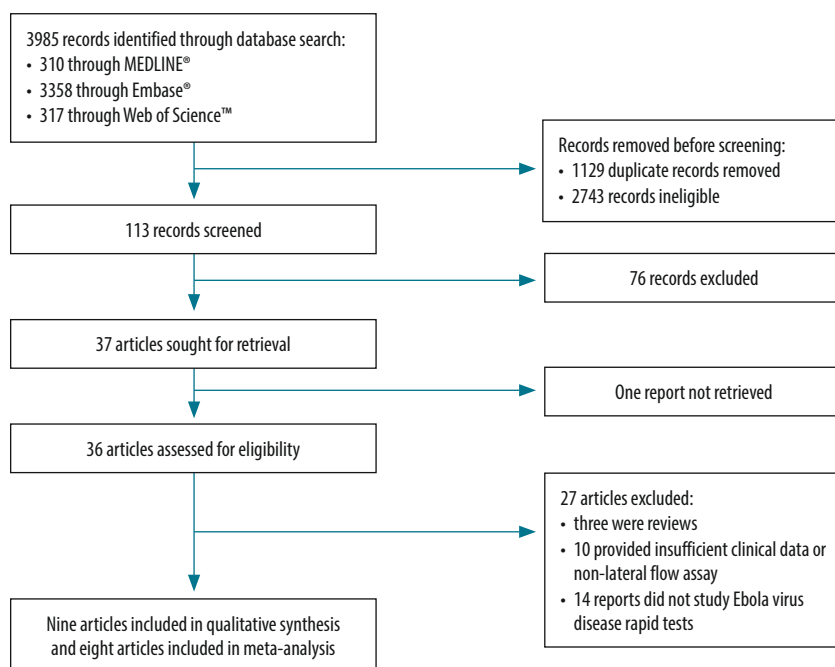 3985 records identified through database search:
• 310 through MEDLINE®
• 3358 through Embase®
• 317 through Web of Science™
Records removed before screening:
• 1129 duplicate records removed
• 2743 records ineligible
113 records screened
76 records excluded
37 articles sought for retrieval
One report not retrieved
36 articles assessed for eligibility
27 articles excluded:
• three were reviews
• 10 provided insufficient clinical data or
non-lateral flow assay
• 14 reports did not study Ebola virus
disease rapid tests
Nine articles included in qualitative synthesis
and eight articles included in meta-analysis